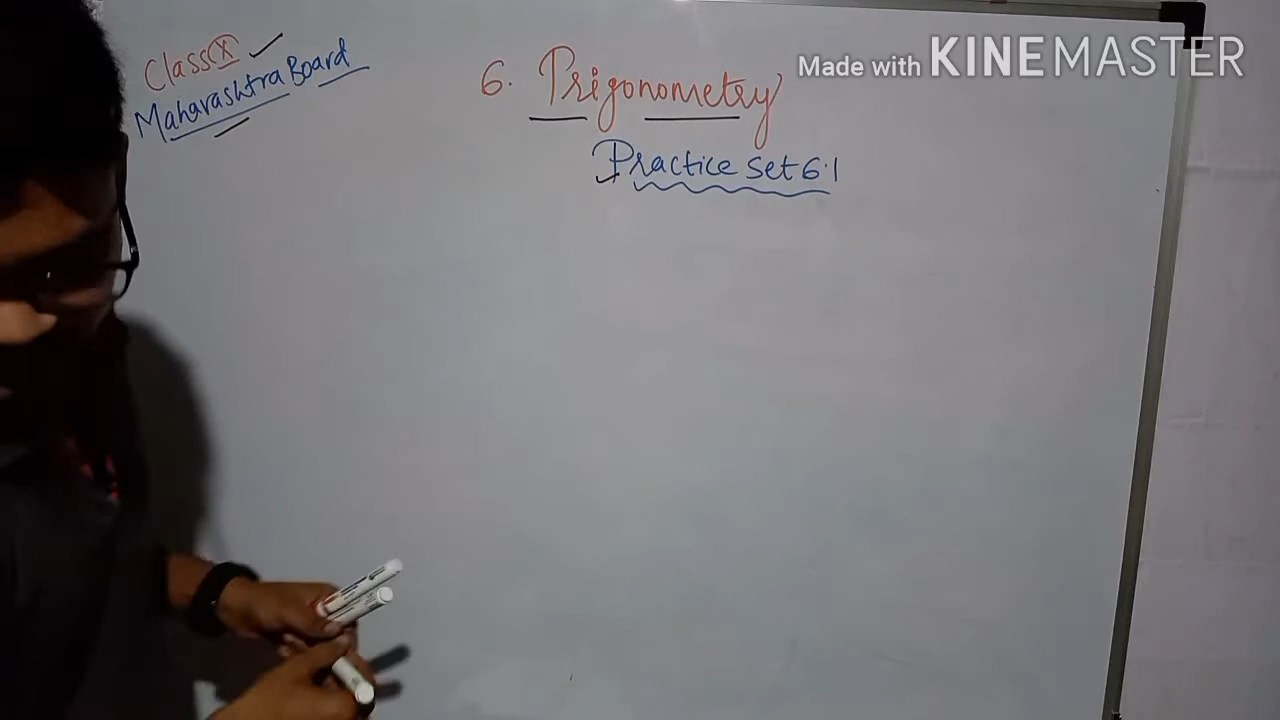 Class X
Maharashtra Board
6. Trigonometry
Practice Set 6.1
Made with KINEMASTER